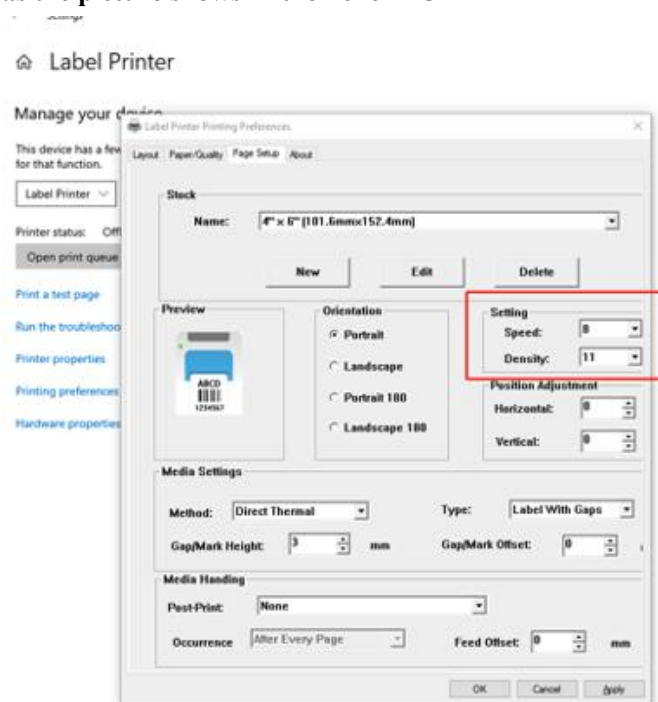 Label Printer
Manage your
This device has a few
for that function.
Label Printer
Printer status: Offl
Open print queue
Print a test page
Run the troubleshoo
Printer properties
Printing preferences
Hardware properties
Label Printer Printing Preferences
Layout Paper/Quality Page Setup About
Stock
Name: 4" x 6" (101.6mmx152.4mm)
New Edit Delete
Preview
ABCD
1234567
Orientation
Portrait
Landscape
Portrait 180
Landscape 180
Setting
Speed: 8
Density: 11
Position Adjustment
Horizontal: 0
Vertical: 0
Media Settings
Method: Direct Thermal Type: Label With Gaps
Gap/Mark Height: 3 mm Gap/Mark Offset: 0
Media Handing
Post-Print: None
Occurrence After Every Page Feed Offset: 0 mm
OK Cancel Apply